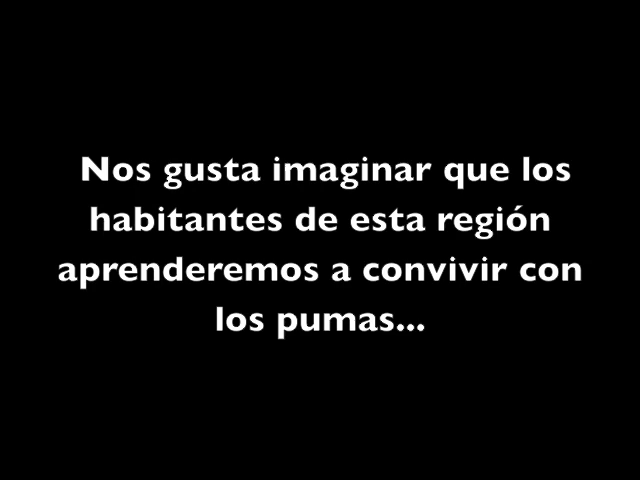 Nos gusta imaginar que los
habitantes de esta región
aprenderemos a convivir con
los pumas...